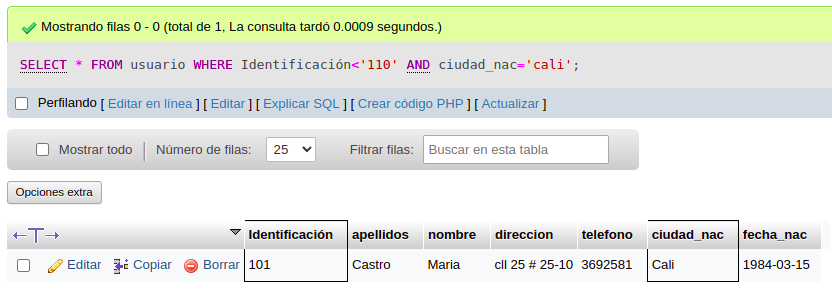 Mostrando filas 0 - 0 (total de 1, La consulta tardó 0.0009 segundos.)
SELECT * FROM usuario WHERE Identificación<'110' AND ciudad_nac='cali';
Perfilando [ Editar en línea ] [ Editar ] [ Explicar SQL ] [ Crear código PHP ] [ Actualizar ]
Mostrar todo | Número de filas: 25 Filtrar filas: Buscar en esta tabla
Opciones extra
←T→ Identificación apellidos nombre direccion telefono ciudad_nac fecha_nac
Editar Copiar Borrar 101 Castro Maria cll 25 # 25-10 3692581 Cali 1984-03-15